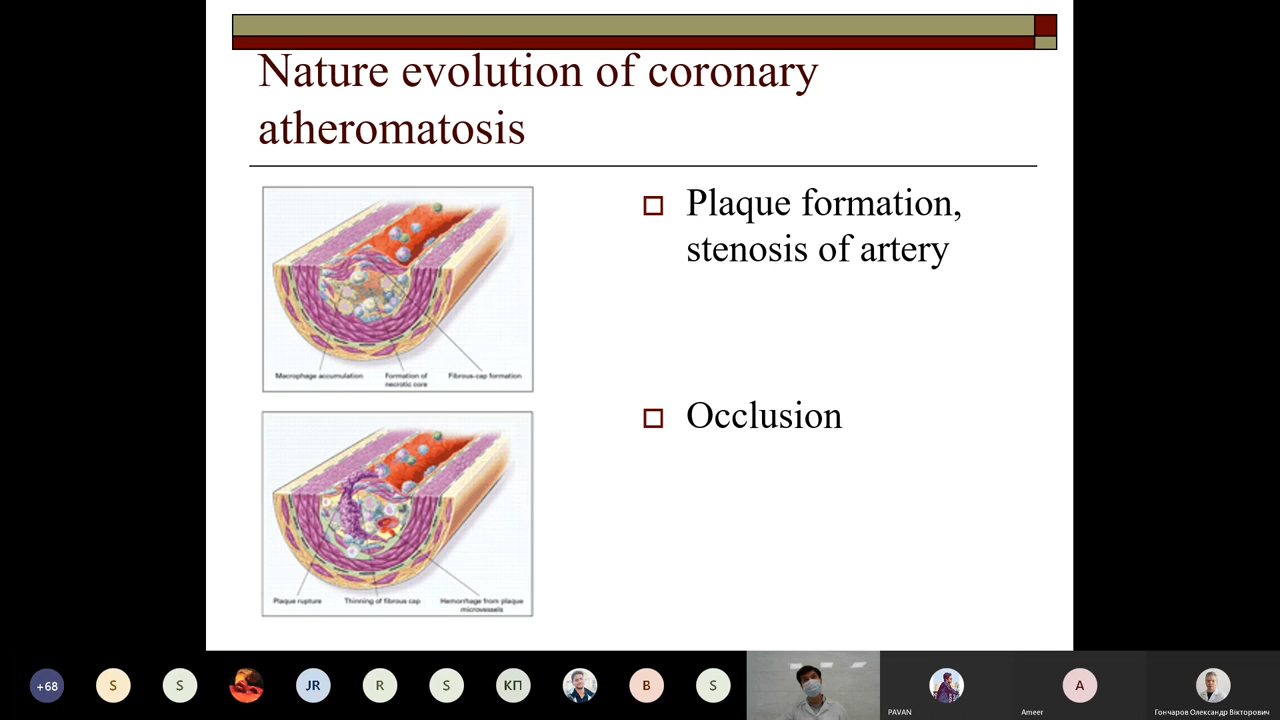 Nature evolution of coronary
atheromatosis
Plaque formation,
stenosis of artery
Macrophage accumulation
Formation of
necrotic core
Fibrous-cap formation
Occlusion
Plaque rupture
Thinning of fibrous cap
Hemorrhage from plaque
microvessels
+68
S
S
JR
R
S
КП
B
S
PAVAN
A
Ameer
Гончаров Олександр Вікторович